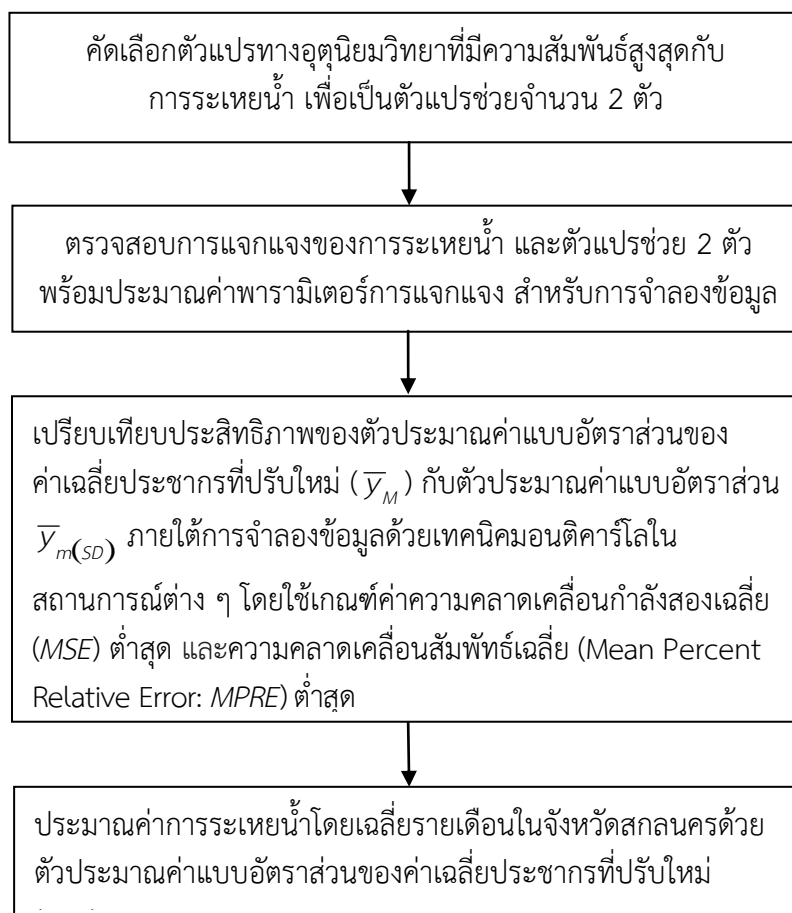 คัดเลือกตัวแปรทางอุตุนิยมวิทยาที่มีความสัมพันธ์สูงสุดกับ
การระเหยน้ำ เพื่อเป็นตัวแปรช่วยจำนวน 2 ตัว
ตรวจสอบการแจกแจงของการระเหยน้ำ และตัวแปรช่วย 2 ตัว
พร้อมประมาณค่าพารามิเตอร์การแจกแจง สำหรับการจำลองข้อมูล
เปรียบเทียบประสิทธิภาพของตัวประมาณค่าแบบอัตราส่วนของ
ค่าเฉลี่ยประชากรที่ปรับใหม่ ( y̅_M ) กับตัวประมาณค่าแบบอัตราส่วน
y̅_m(SD) ภายใต้การจำลองข้อมูลด้วยเทคนิคมอนติคาร์โลใน
สถานการณ์ต่าง ๆ โดยใช้เกณฑ์ค่าความคลาดเคลื่อนกำลังสองเฉลี่ย
(MSE) ต่ำสุด และความคลาดเคลื่อนสัมพัทธ์เฉลี่ย (Mean Percent
Relative Error: MPRE) ต่ำสุด
ประมาณค่าการระเหยน้ำโดยเฉลี่ยรายเดือนในจังหวัดสกลนครด้วย
ตัวประมาณค่าแบบอัตราส่วนของค่าเฉลี่ยประชากรที่ปรับใหม่